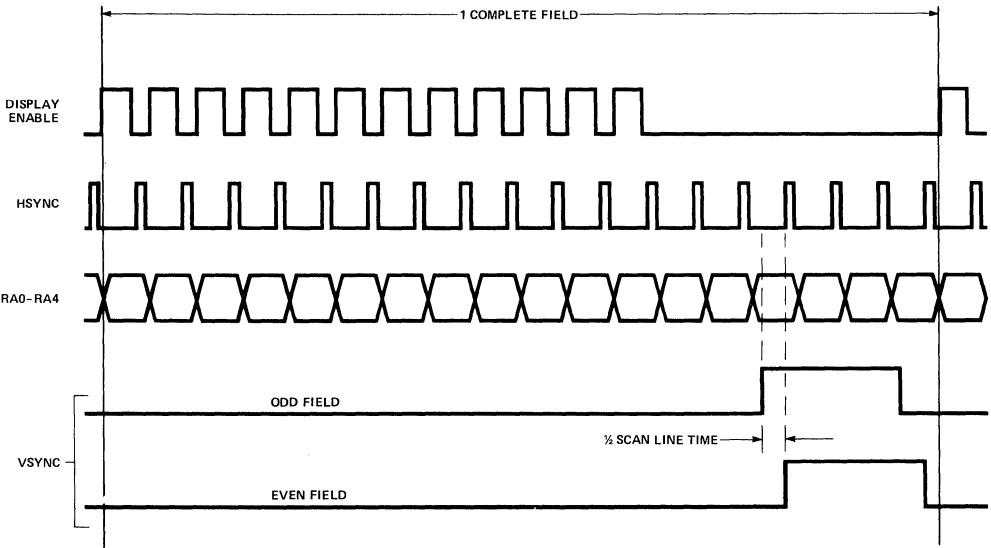 1 COMPLETE FIELD
DISPLAY
ENABLE
HSYNC
RA0-RA4
ODD FIELD
½ SCAN LINE TIME
VSYNC
EVEN FIELD